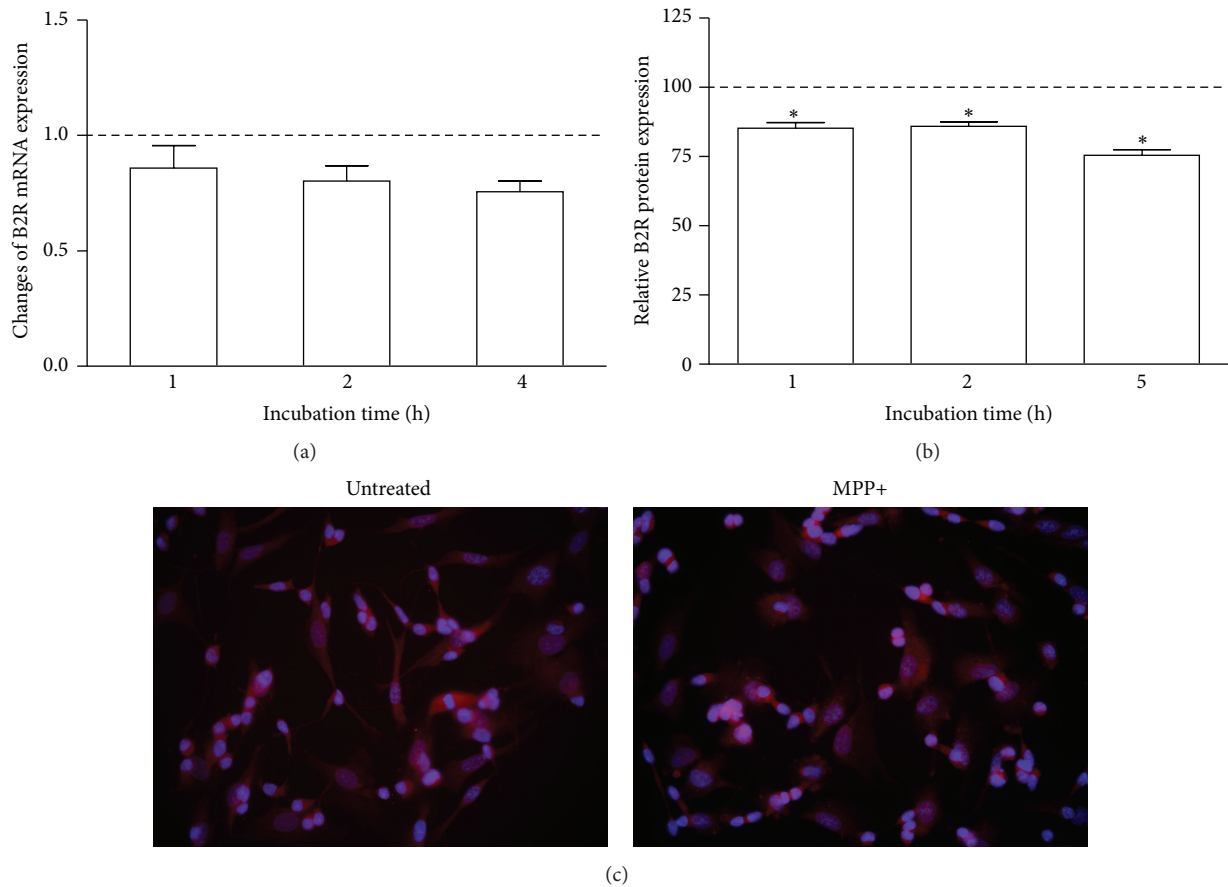 1.5
1.0
0.5
0.0
Changes of B2R mRNA expression
1 2 4
Incubation time (h)
(a)
125
100
75
50
25
0
Relative B2R protein expression
* * *
1 2 5
Incubation time (h)
(b)
Untreated
MPP+
(c)